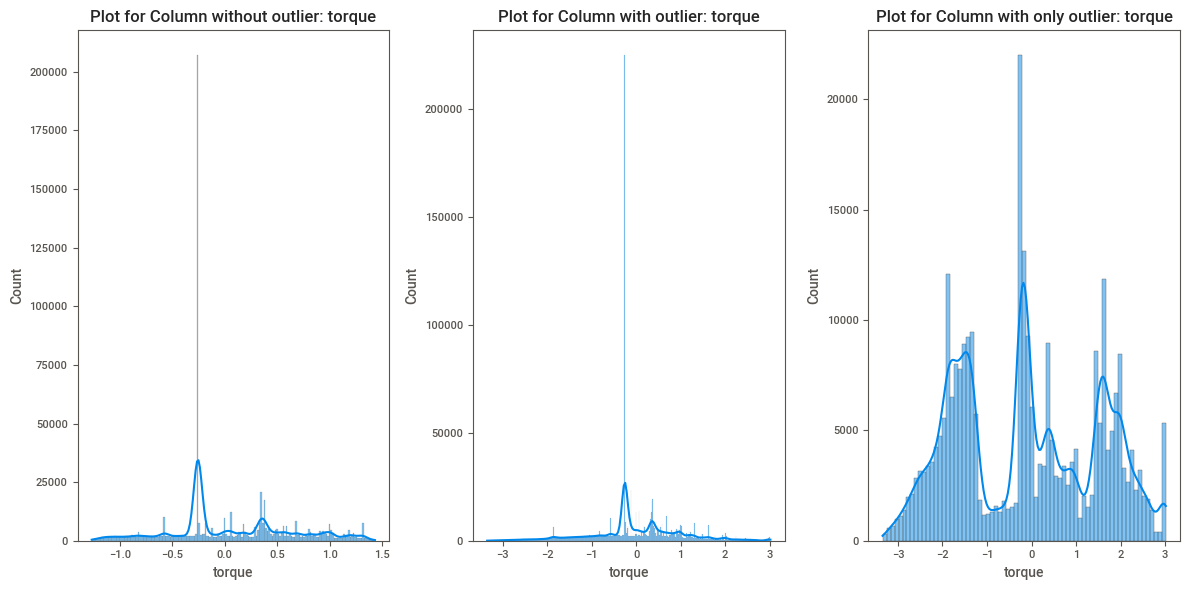 Plot for Column without outlier: torque
200000
175000
150000
125000
100000
75000
50000
25000
0
Count
−1.0 −0.5 0.0 0.5 1.0 1.5
torque
Plot for Column with outlier: torque
200000
150000
100000
50000
0
Count
−3 −2 −1 0 1 2 3
torque
Plot for Column with only outlier: torque
20000
15000
10000
5000
0
Count
−3 −2 −1 0 1 2 3
torque